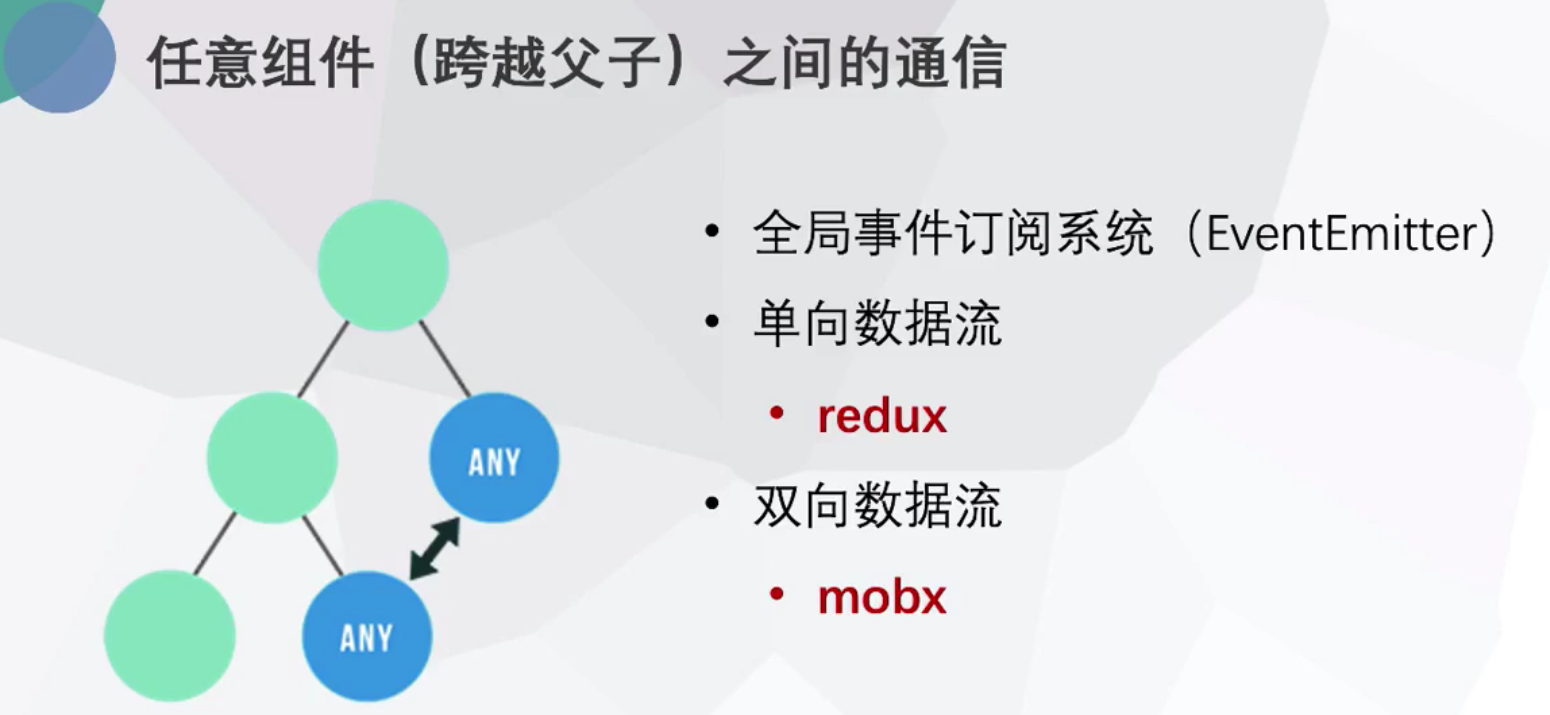 任意组件（跨越父子）之间的通信
• 全局事件订阅系统（EventEmitter）
• 单向数据流
• redux
• 双向数据流
• mobx
ANY
ANY